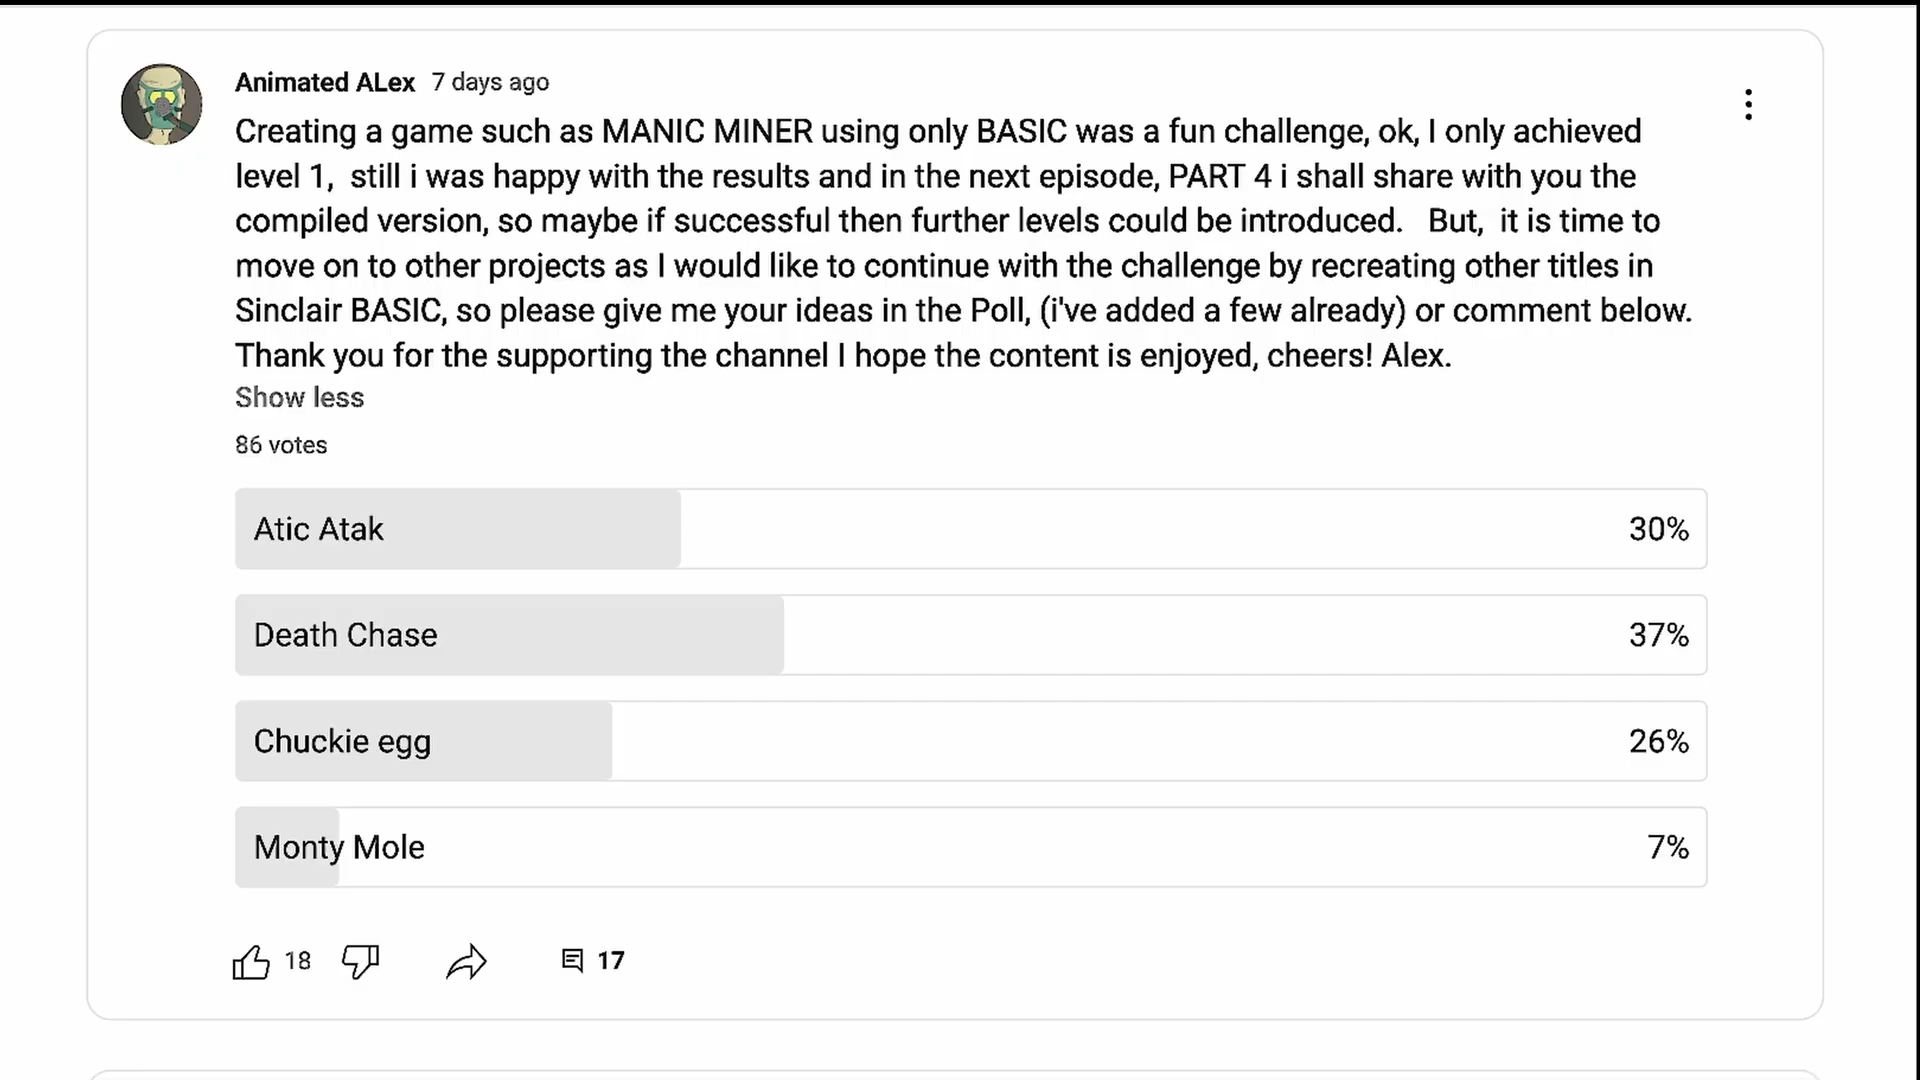 Animated ALex 7 days ago
Creating a game such as MANIC MINER using only BASIC was a fun challenge, ok, I only achieved
level 1,  still i was happy with the results and in the next episode, PART 4 i shall share with you the
compiled version, so maybe if successful then further levels could be introduced.   But,  it is time to
move on to other projects as I would like to continue with the challenge by recreating other titles in
Sinclair BASIC, so please give me your ideas in the Poll, (i've added a few already) or comment below.
Thank you for the supporting the channel I hope the content is enjoyed, cheers! Alex.
Show less
86 votes
Atic Atak 30%
Death Chase 37%
Chuckie egg 26%
Monty Mole 7%
18 17